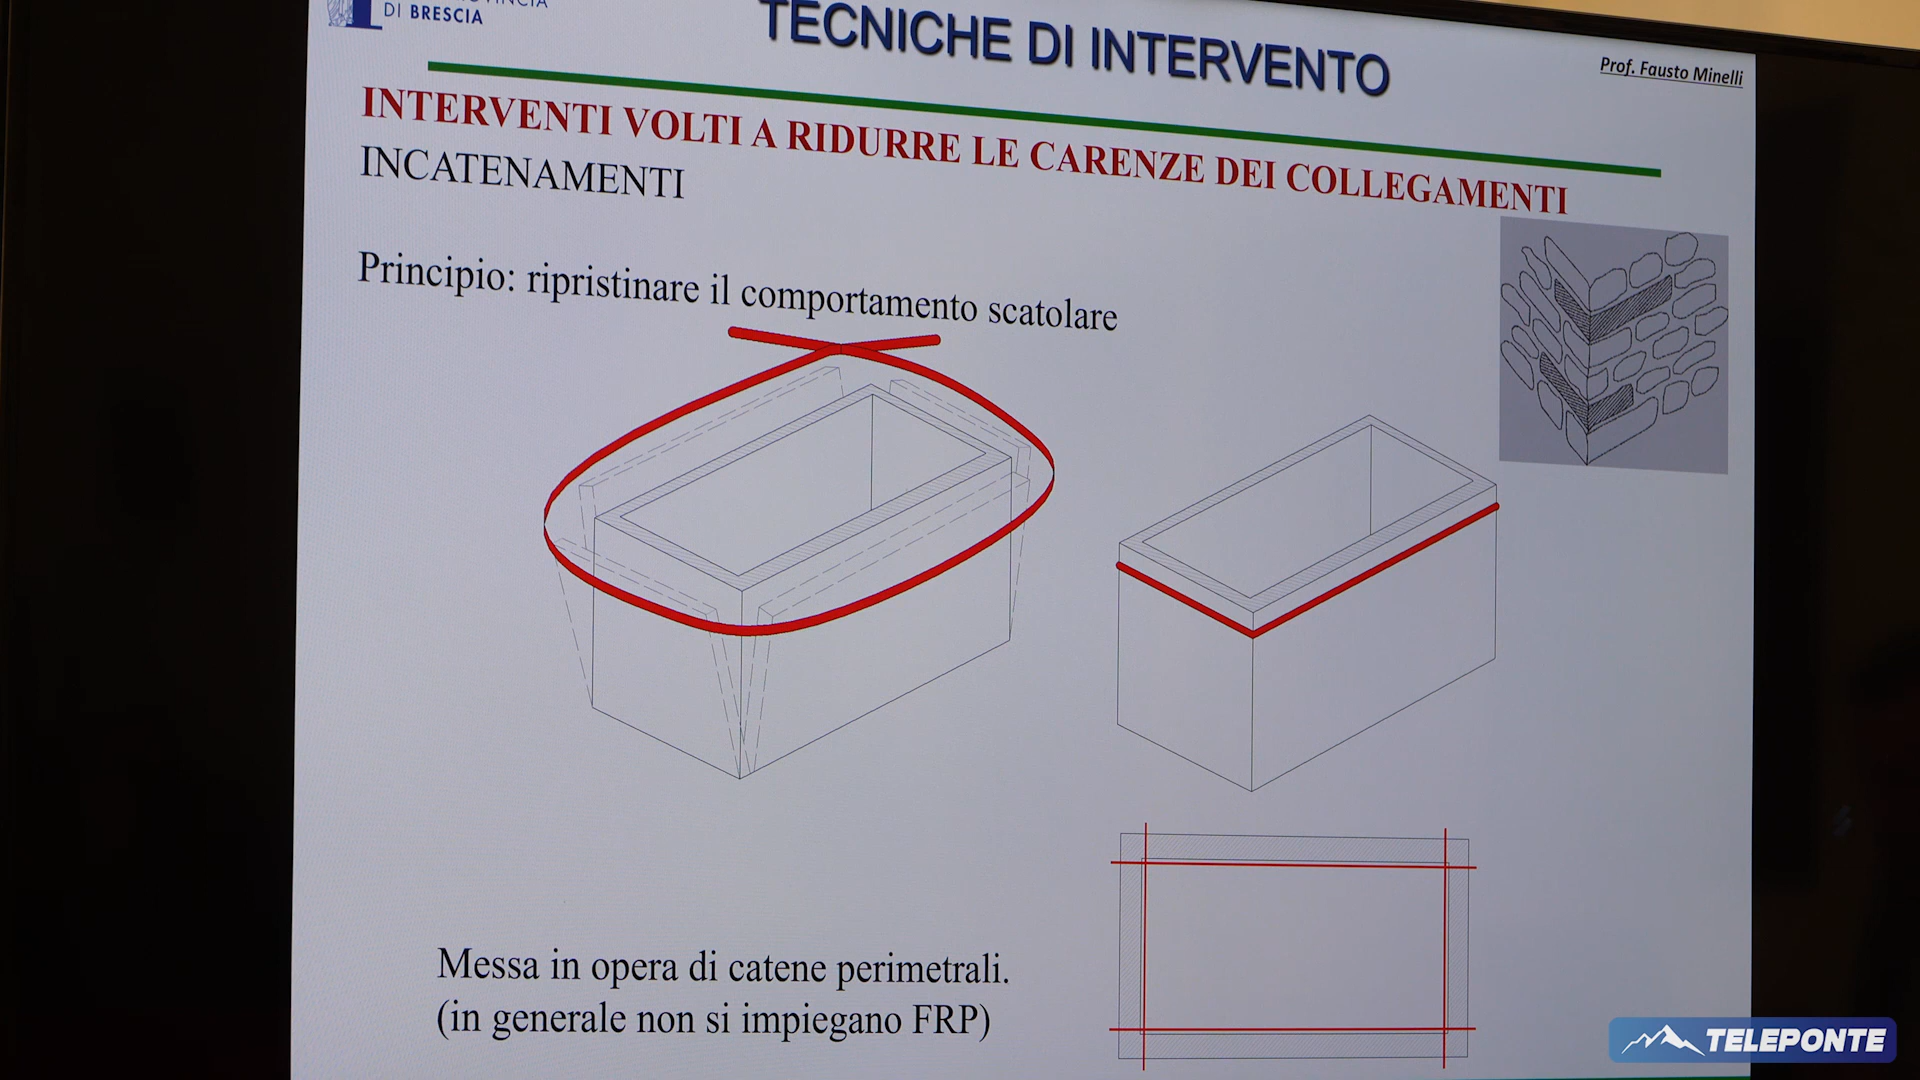 DI BRESCIA
TECNICHE DI INTERVENTO
Prof. Fausto Minelli
INTERVENTI VOLTI A RIDURRE LE CARENZE DEI COLLEGAMENTI
INCATENAMENTI
Principio: ripristinare il comportamento scatolare
Messa in opera di catene perimetrali.
(in generale non si impiegano FRP)
TELEPONTE